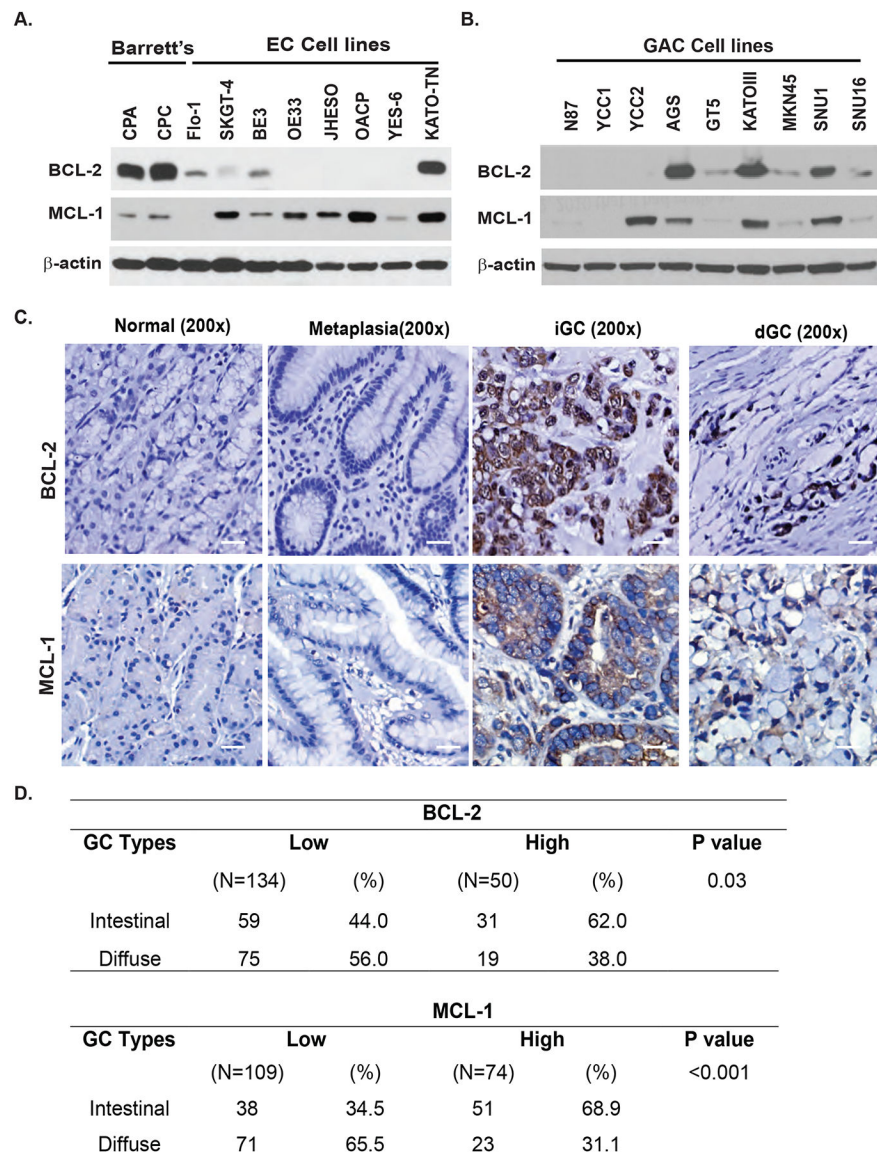 A.
Barrett's EC Cell lines
CPA CPC Flo-1 SKGT-4 BE3 OE33 JHESO OACP YES-6 KATO-TN
BCL-2
MCL-1
β-actin
B.
GAC Cell lines
N87 YCC1 YCC2 AGS GT5 KATOIII MKN45 SNU1 SNU16
BCL-2
MCL-1
β-actin
C.
Normal (200x) Metaplasia(200x) iGC (200x) dGC (200x)
BCL-2
MCL-1
D.
BCL-2
GC Types Low High P value
(N=134) (%) (N=50) (%) 0.03
Intestinal 59 44.0 31 62.0
Diffuse 75 56.0 19 38.0
MCL-1
GC Types Low High P value
(N=109) (%) (N=74) (%) <0.001
Intestinal 38 34.5 51 68.9
Diffuse 71 65.5 23 31.1